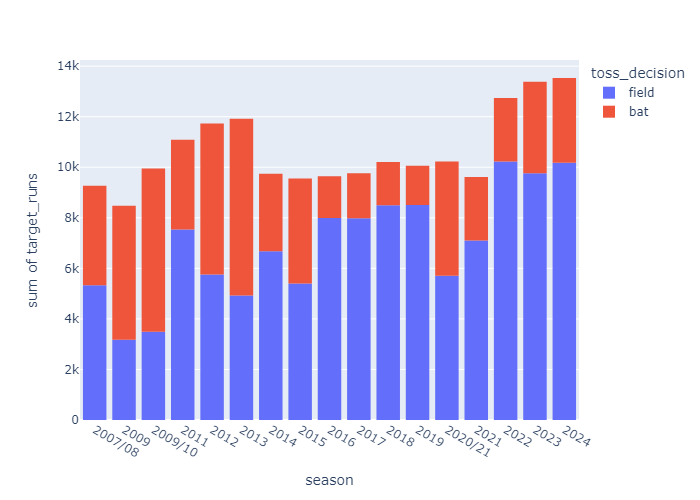 toss_decision
field
bat
14k
12k
10k
8k
6k
4k
2k
0
sum of target_runs
2007/08
2009
2009/10
2011
2012
2013
2014
2015
2016
2017
2018
2019
2020/21
2021
2022
2023
2024
season